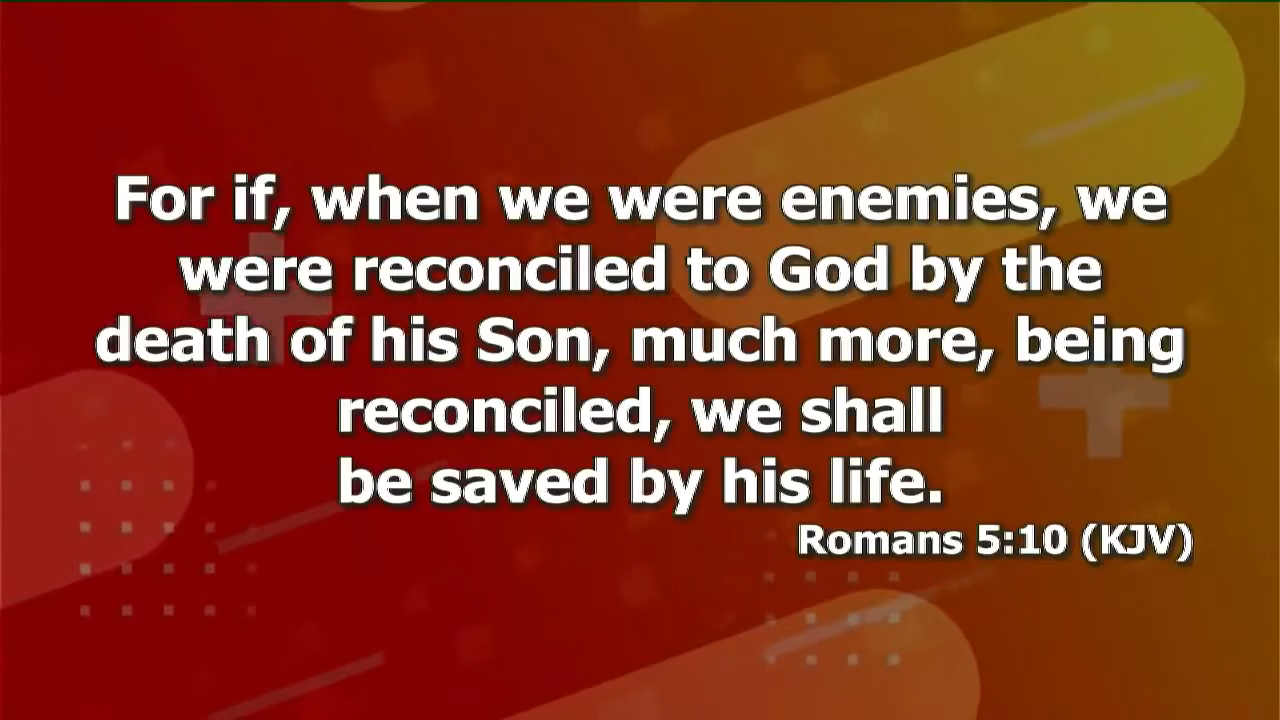 For if, when we were enemies, we
were reconciled to God by the
death of his Son, much more, being
reconciled, we shall
be saved by his life.
Romans 5:10 (KJV)